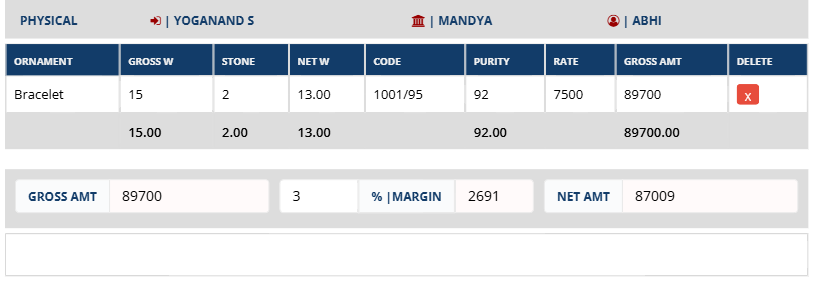 PHYSICAL | YOGANAND S | MANDYA | ABHI
ORNAMENT GROSS W STONE NET W CODE PURITY RATE GROSS AMT DELETE
Bracelet 15 2 13.00 1001/95 92 7500 89700 X
15.00 2.00 13.00 92.00 89700.00
GROSS AMT 89700 3 % |MARGIN 2691 NET AMT 87009